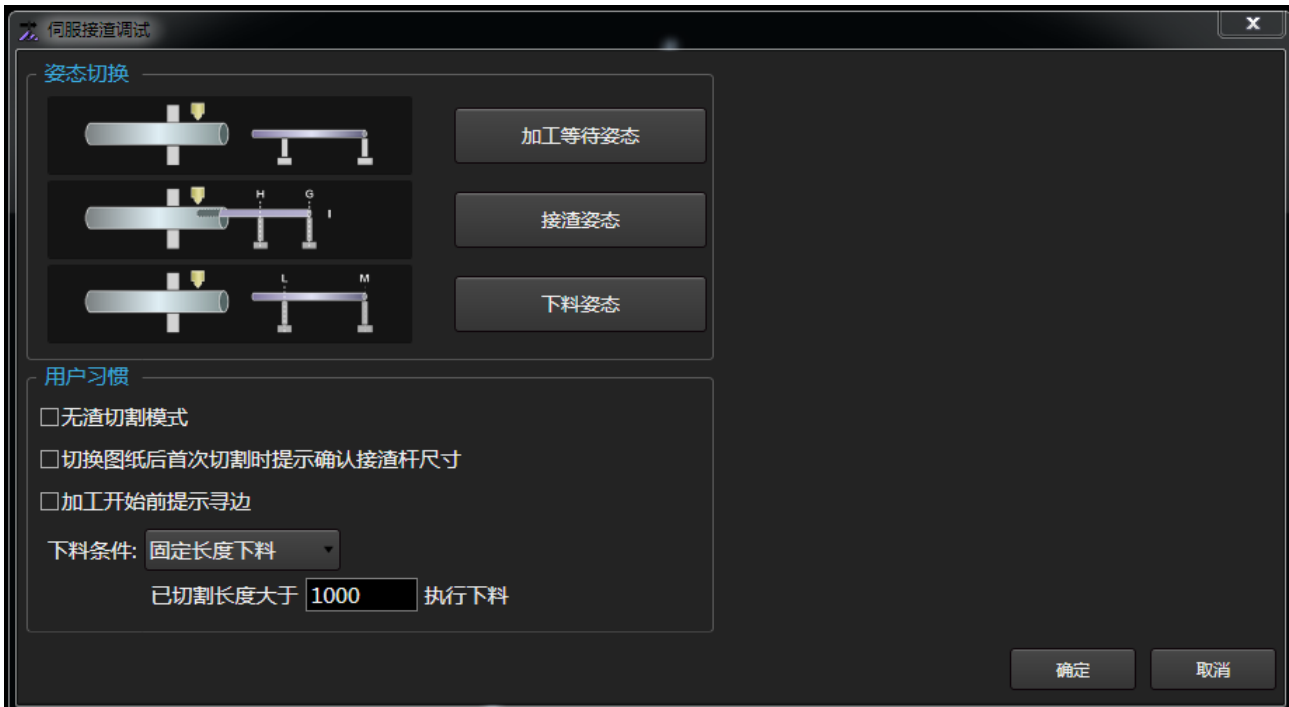 伺服接渣调试
x
姿态切换
加工等待姿态
H G I
接渣姿态
L M
下料姿态
用户习惯
无渣切割模式
切换图纸后首次切割时提示确认接渣杆尺寸
加工开始前提示寻边
下料条件: 固定长度下料
已切割长度大于 1000 执行下料
确定 取消